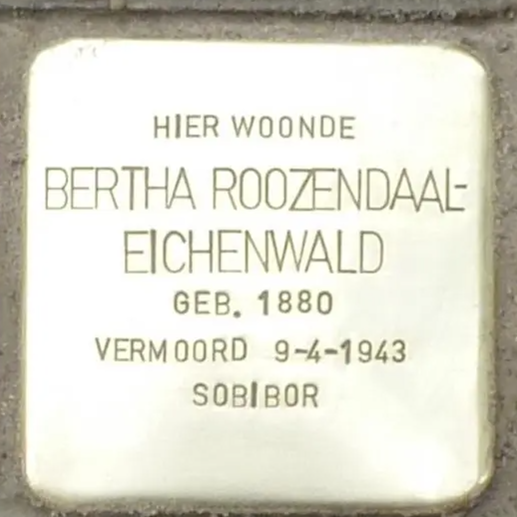 HIER WOONDE
BERTHA ROOZENDAAL-
EICHENWALD
GEB. 1880
VERMOORD 9-4-1943
SOBIBOR